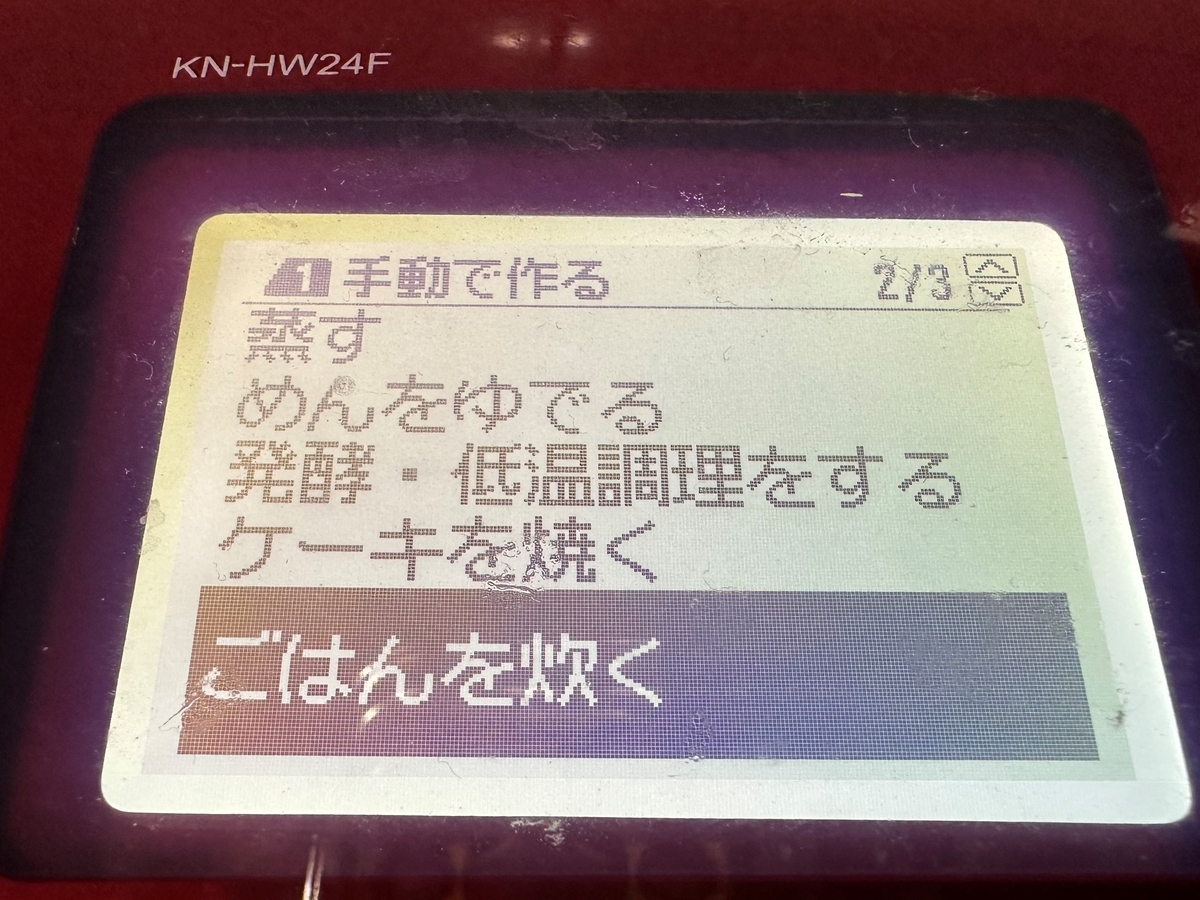 KN-HW24F
1 手動で作る 2/3
蒸す
めんをゆでる
発酵・低温調理をする
ケーキを焼く
ごはんを炊く